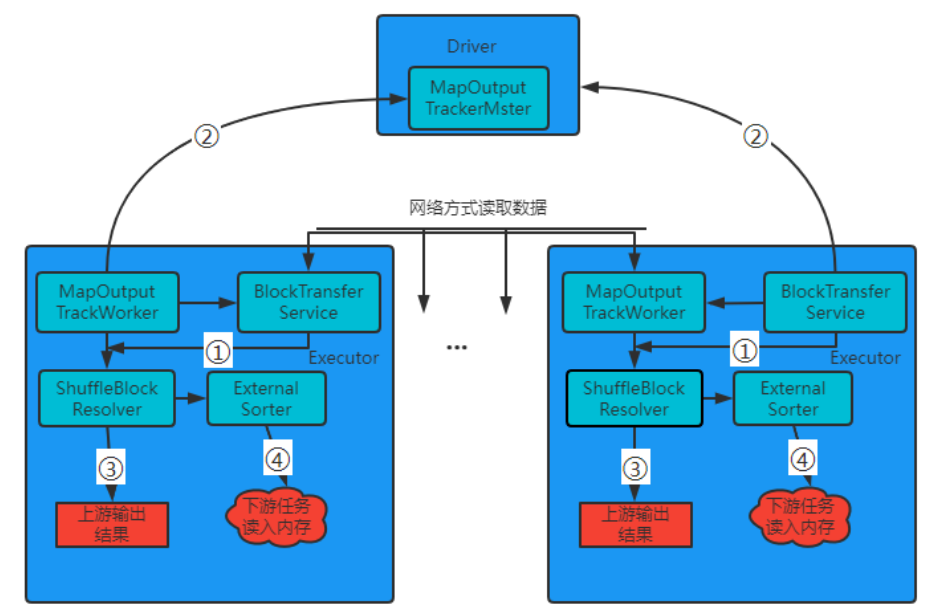 Driver
MapOutput
TrackerMster
②
②
网络方式读取数据
MapOutput
TrackWorker
BlockTransfer
Service
①
Executor
ShuffleBlock
Resolver
External
Sorter
③
④
上游输出
结果
下游任务
读入内存
...
MapOutput
TrackWorker
BlockTransfer
Service
①
Executor
ShuffleBlock
Resolver
External
Sorter
③
④
上游输出
结果
下游任务
读入内存